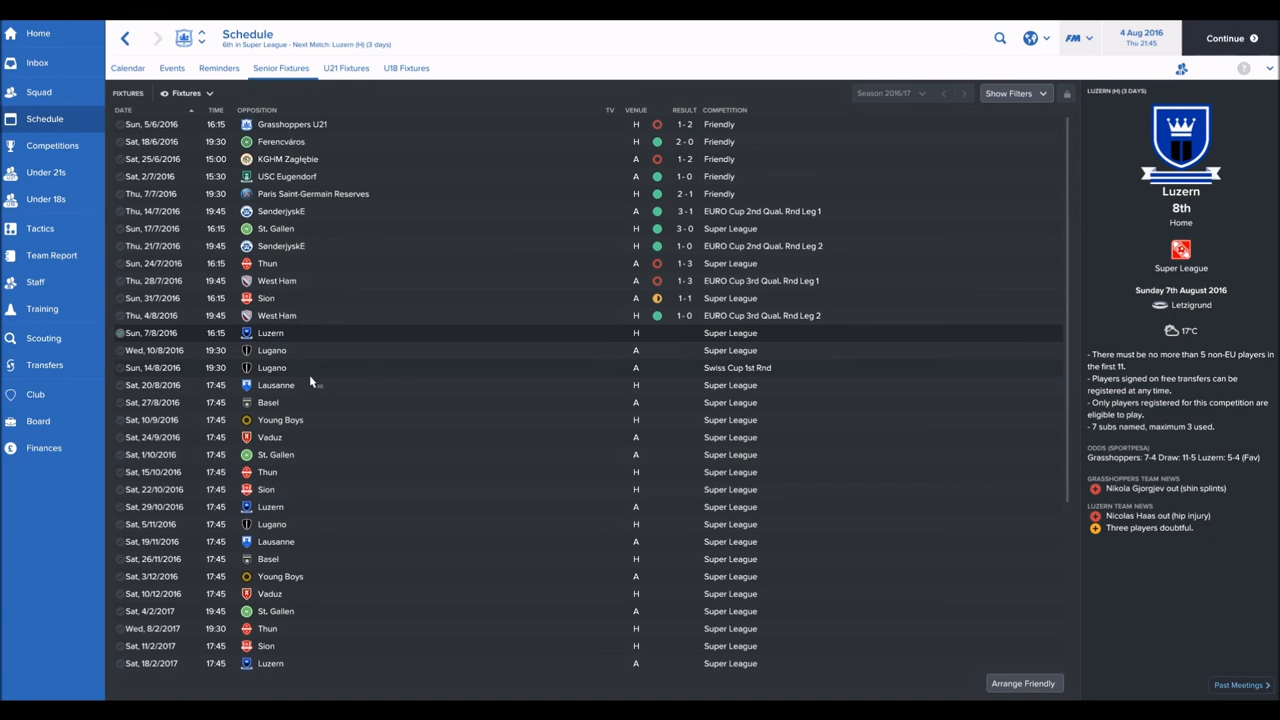 Home
Inbox
Squad
Schedule
Competitions
Under 21s
Under 18s
Tactics
Team Report
Staff
Training
Scouting
Transfers
Club
Board
Finances
Schedule
6th in Super League - Next Match: Luzern (H) (3 days)
FM
4 Aug 2016
Thu 21:45
Continue
Calendar Events Reminders Senior Fixtures U21 Fixtures U18 Fixtures
?
FIXTURES Fixtures Season 2016/17 Show Filters
DATE TIME OPPOSITION TV VENUE RESULT COMPETITION
Sun, 5/6/2016 16:15 Grasshoppers U21 H 1 - 2 Friendly
Sat, 18/6/2016 19:30 Ferencváros H 2 - 0 Friendly
Sat, 25/6/2016 15:00 KGHM Zagłębie A 1 - 2 Friendly
Sat, 2/7/2016 15:30 USC Eugendorf A 1 - 0 Friendly
Thu, 7/7/2016 19:30 Paris Saint-Germain Reserves H 2 - 1 Friendly
Thu, 14/7/2016 19:45 SønderjyskE A 3 - 1 EURO Cup 2nd Qual. Rnd Leg 1
Sun, 17/7/2016 16:15 St. Gallen H 3 - 0 Super League
Thu, 21/7/2016 19:45 SønderjyskE H 1 - 0 EURO Cup 2nd Qual. Rnd Leg 2
Sun, 24/7/2016 16:15 Thun A 1 - 3 Super League
Thu, 28/7/2016 19:45 West Ham A 1 - 3 EURO Cup 3rd Qual. Rnd Leg 1
Sun, 31/7/2016 16:15 Sion A 1 - 1 Super League
Thu, 4/8/2016 19:45 West Ham H 1 - 0 EURO Cup 3rd Qual. Rnd Leg 2
Sun, 7/8/2016 16:15 Luzern H Super League
Wed, 10/8/2016 19:30 Lugano A Super League
Sun, 14/8/2016 19:30 Lugano A Swiss Cup 1st Rnd
Sat, 20/8/2016 17:45 Lausanne H Super League
Sat, 27/8/2016 17:45 Basel A Super League
Sat, 10/9/2016 17:45 Young Boys H Super League
Sat, 24/9/2016 17:45 Vaduz A Super League
Sat, 1/10/2016 17:45 St. Gallen A Super League
Sat, 15/10/2016 17:45 Thun H Super League
Sat, 22/10/2016 17:45 Sion H Super League
Sat, 29/10/2016 17:45 Luzern A Super League
Sat, 5/11/2016 17:45 Lugano H Super League
Sat, 19/11/2016 17:45 Lausanne A Super League
Sat, 26/11/2016 17:45 Basel H Super League
Sat, 3/12/2016 17:45 Young Boys A Super League
Sat, 10/12/2016 17:45 Vaduz H Super League
Sat, 4/2/2017 19:45 St. Gallen A Super League
Wed, 8/2/2017 19:30 Thun H Super League
Sat, 11/2/2017 17:45 Sion H Super League
Sat, 18/2/2017 17:45 Luzern A Super League
Arrange Friendly
LUZERN (H) (3 DAYS)
Luzern
8th
Home
Super League
Sunday 7th August 2016
Letzigrund
17°C
- There must be no more than 5 non-EU players in
the first 11.
- Players signed on free transfers can be
registered at any time.
- Only players registered for this competition are
eligible to play.
- 7 subs named, maximum 3 used.
ODDS (SPORTPESA)
Grasshoppers: 7-4 Draw: 11-5 Luzern: 5-4 (Fav)
GRASSHOPPERS TEAM NEWS
Nikola Gjorgjev out (shin splints)
LUZERN TEAM NEWS
Nicolas Haas out (hip injury)
Three players doubtful.
Past Meetings